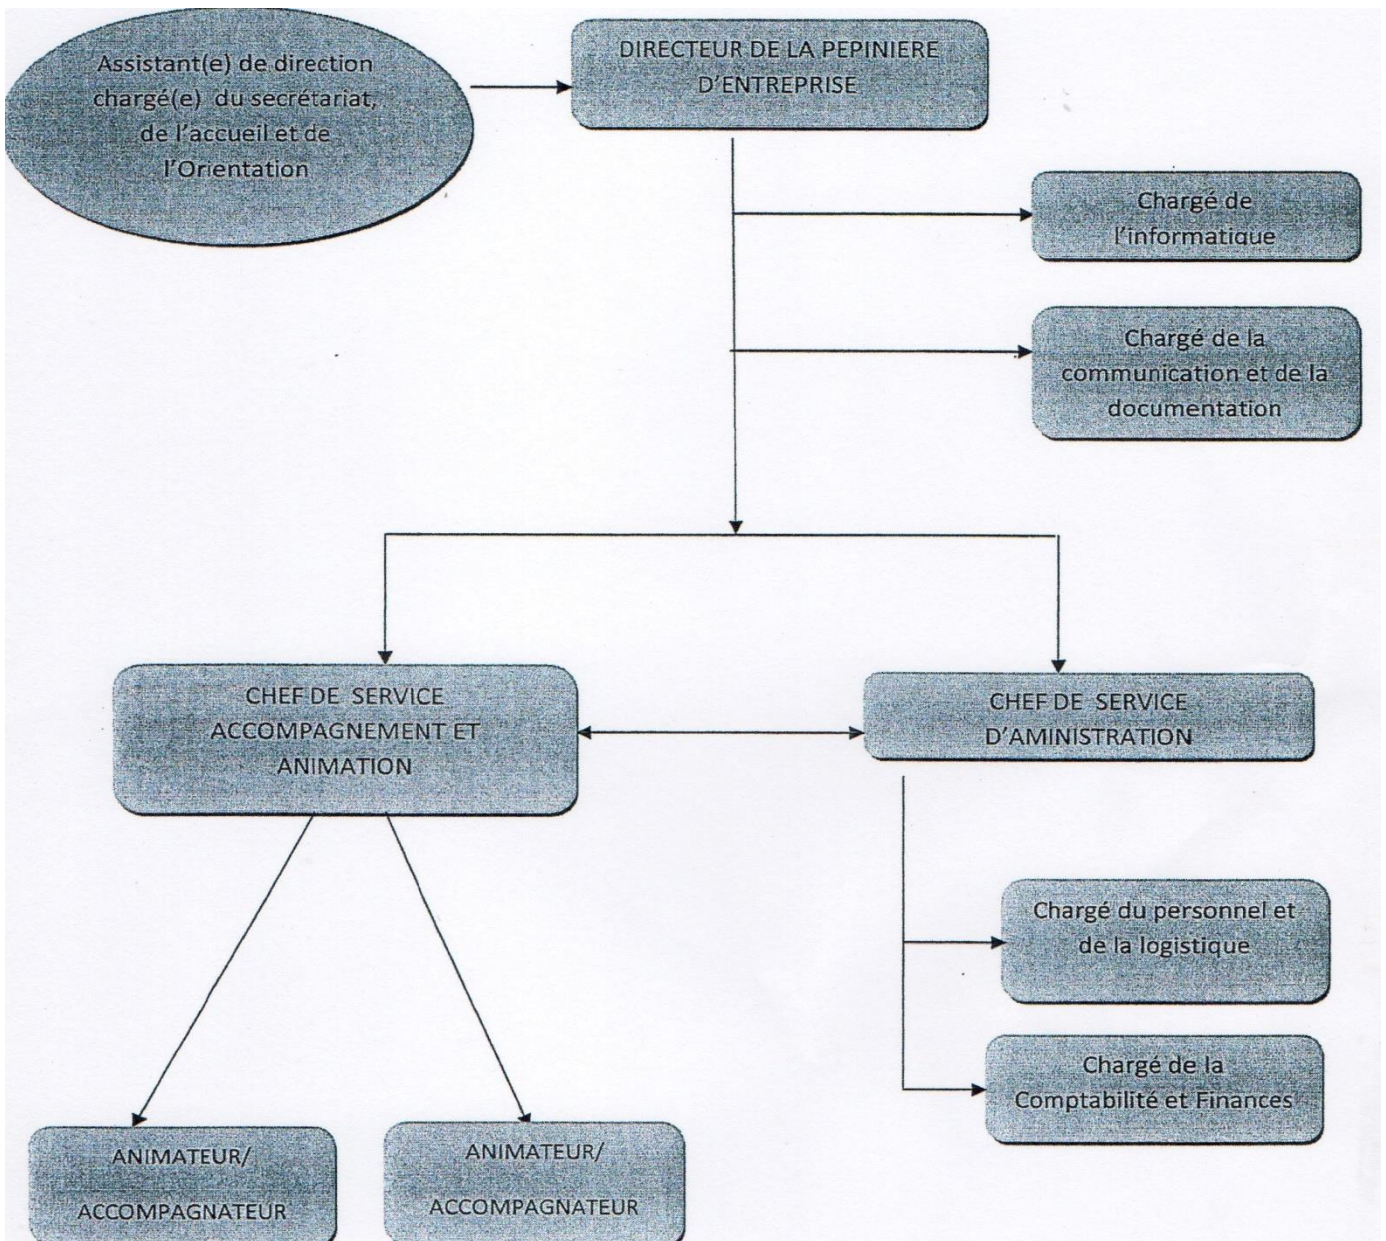 Assistant(e) de direction
chargé(e) du secrétariat,
de l'accueil et de
l'Orientation
DIRECTEUR DE LA PEPINIERE
D'ENTREPRISE
Chargé de
l'informatique
Chargé de la
communication et de la
documentation
CHEF DE SERVICE
ACCOMPAGNEMENT ET
ANIMATION
CHEF DE SERVICE
D'AMINISTRATION
Chargé du personnel et
de la logistique
Chargé de la
Comptabilité et Finances
ANIMATEUR/
ACCOMPAGNATEUR
ANIMATEUR/
ACCOMPAGNATEUR